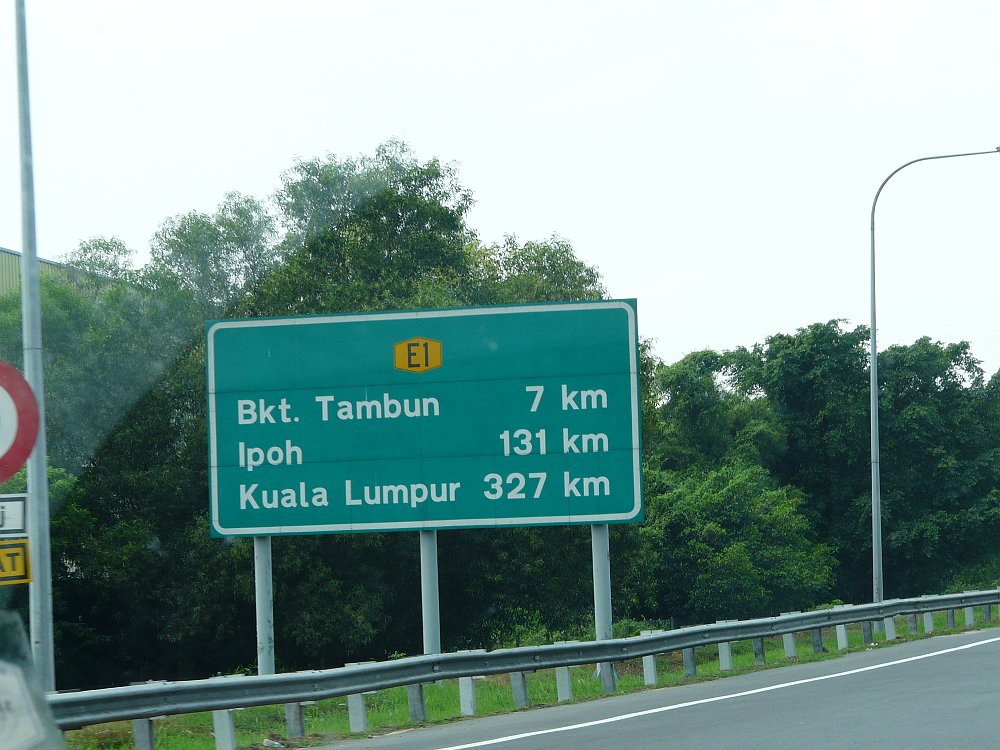 E1
Bkt. Tambun 7 km
Ipoh 131 km
Kuala Lumpur 327 km